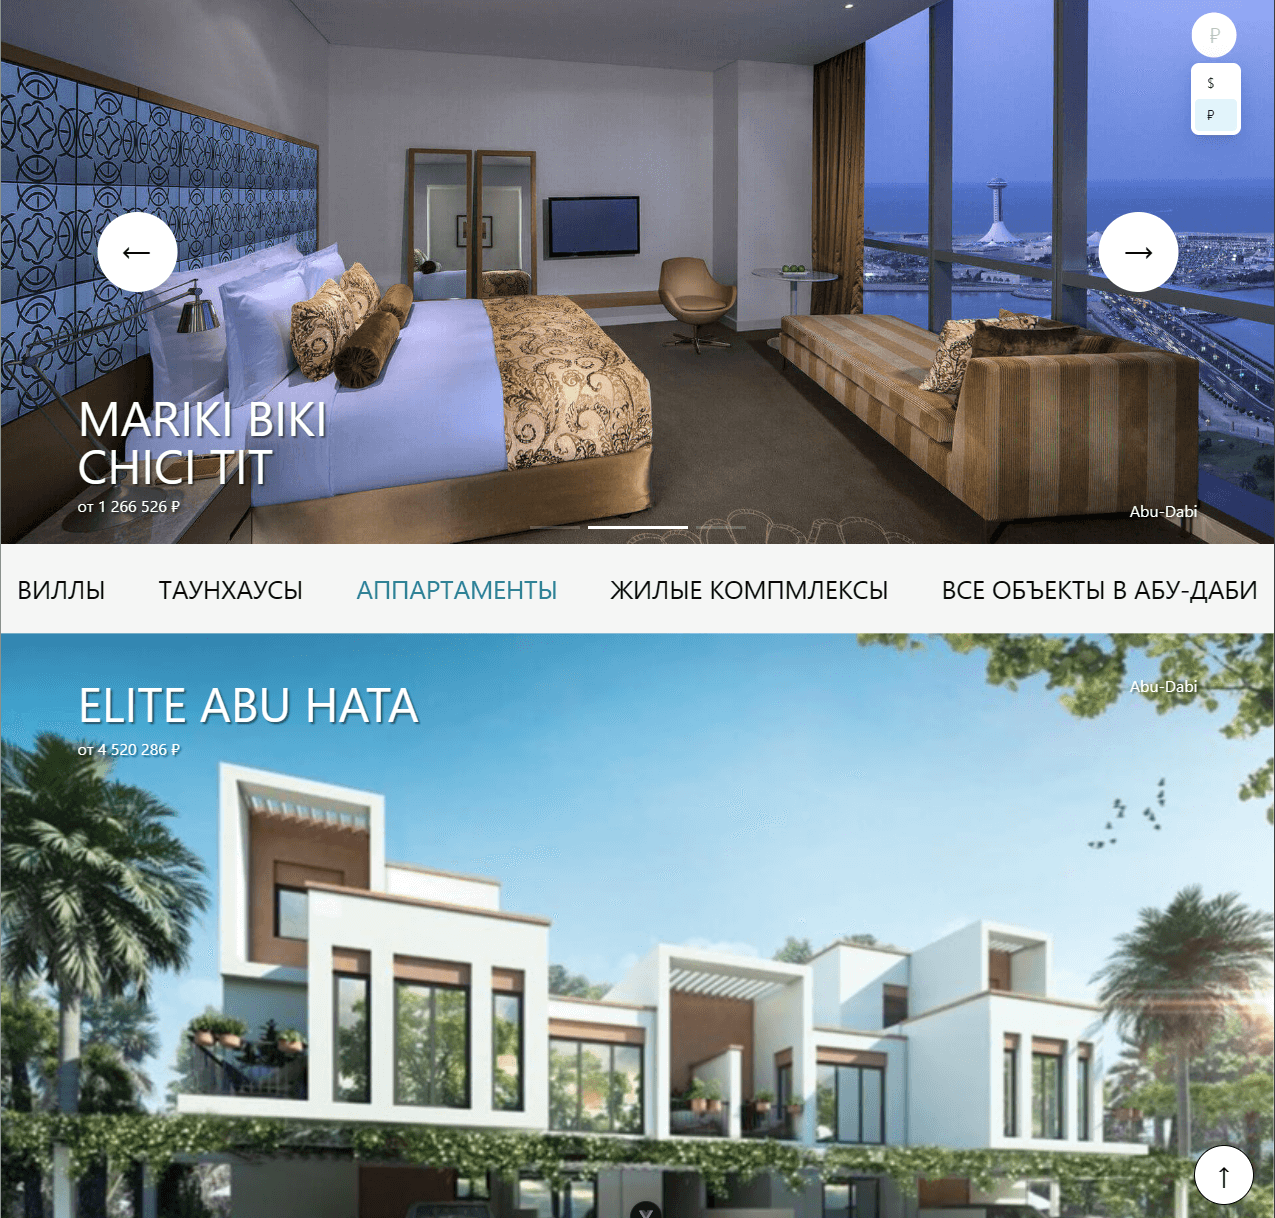 ₽
$
₽
←
→
MARIKI BIKI
CHICI TIT
от 1 266 526 ₽
Abu-Dabi
ВИЛЛЫ ТАУНХАУСЫ АППАРТАМЕНТЫ ЖИЛЫЕ КОМПМЛЕКСЫ ВСЕ ОБЪЕКТЫ В АБУ-ДАБИ
ELITE ABU HATA
Abu-Dabi
от 4 520 286 ₽
↑